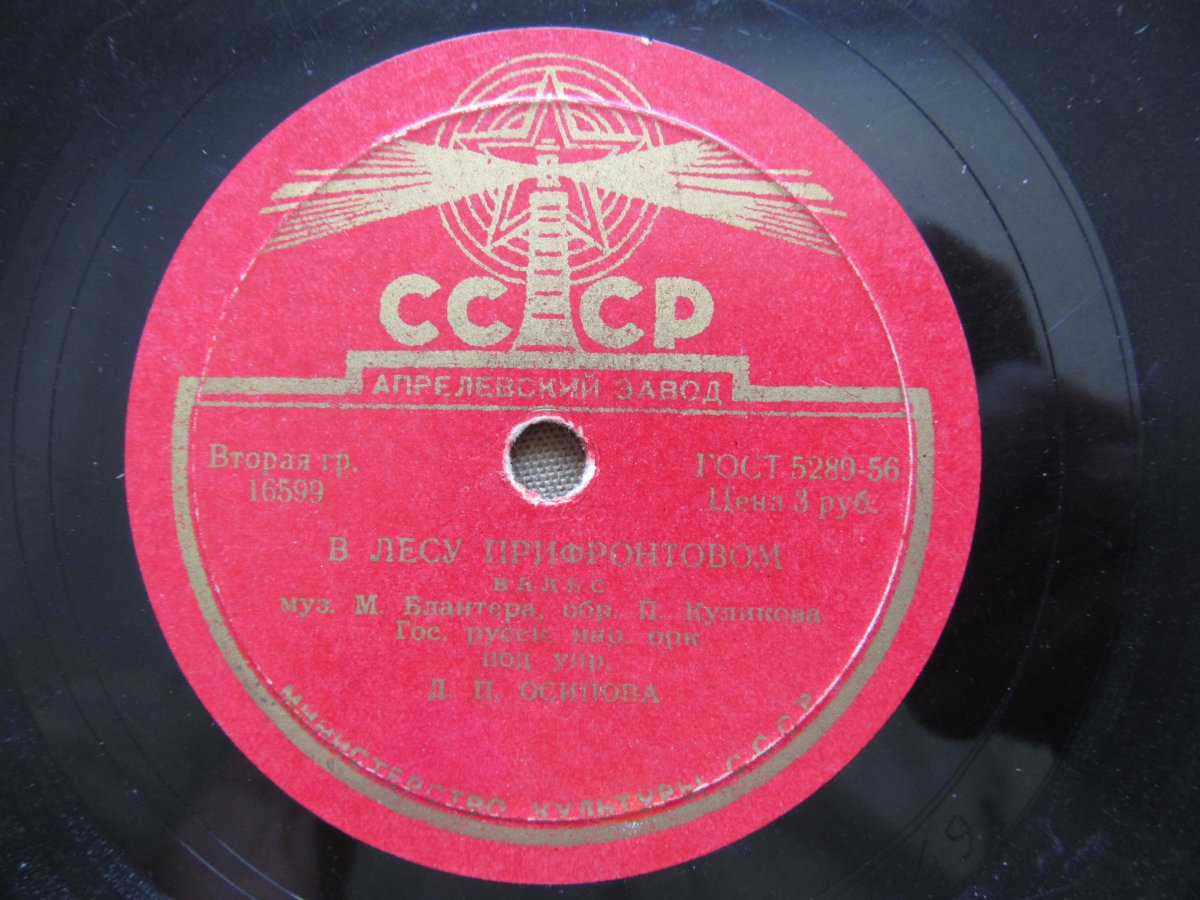 СССР
АПРЕЛЕВСКИЙ ЗАВОД
Вторая гр.
16599
ГОСТ 5289-56
Цена 3 руб.
В ЛЕСУ ПРИФРОНТОВОМ
вальс
муз. М. Блантера, обр. П. Куликова
Гос. русск. нар. орк.
под упр.
Д. П. ОСИПОВА
МИНИСТЕРСТВО КУЛЬТУРЫ СССР